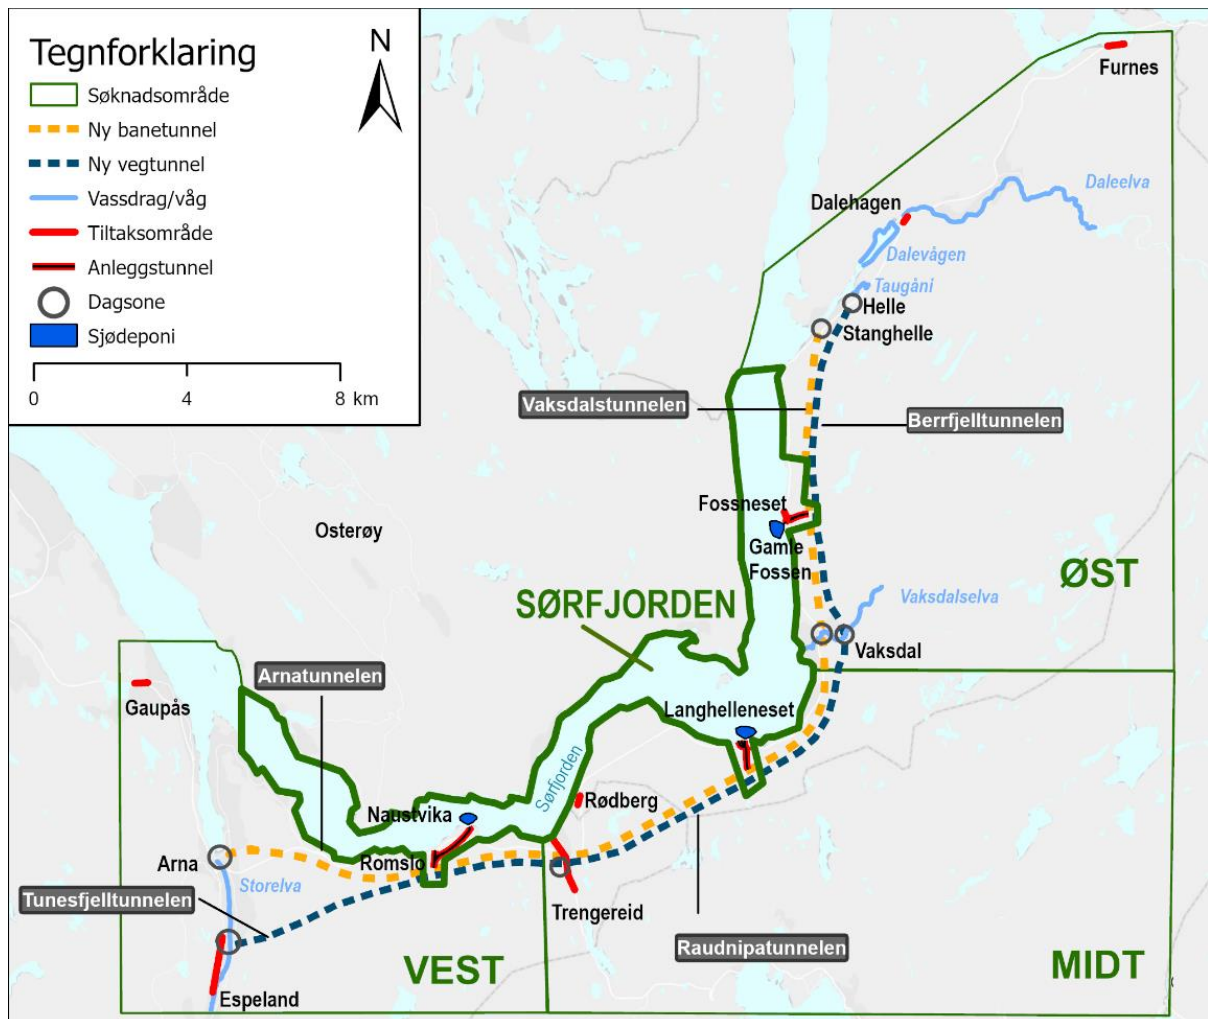 Tegnforklaring
N
Søknadsområde
Ny banetunnel
Ny vegtunnel
Vassdrag/våg
Tiltaksområde
Anleggstunnel
Dagsone
Sjødeponi
0
4
8 km
Furnes
Daleelva
Dalehagen
Dalevågen
Taugåni
Helle
Stanghelle
Vaksdalstunnelen
Berrfjelltunnelen
Fossneset
Osterøy
Gamle
Fossen
ØST
SØRFJORDEN
Vaksdalselva
Vaksdal
Arnatunnelen
Gaupås
Langhelleneset
Sørfjorden
Rødberg
Naustvika
Arna
Romslo
Storelva
Tunesfjelltunnelen
Trengereid
Raudnipatunnelen
VEST
MIDT
Espeland